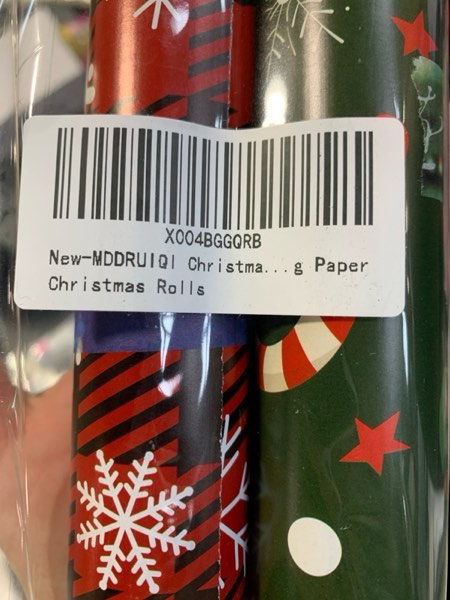 X004BGGQRB
New-MDDRUIQI Christma...g Paper
Christmas Rolls